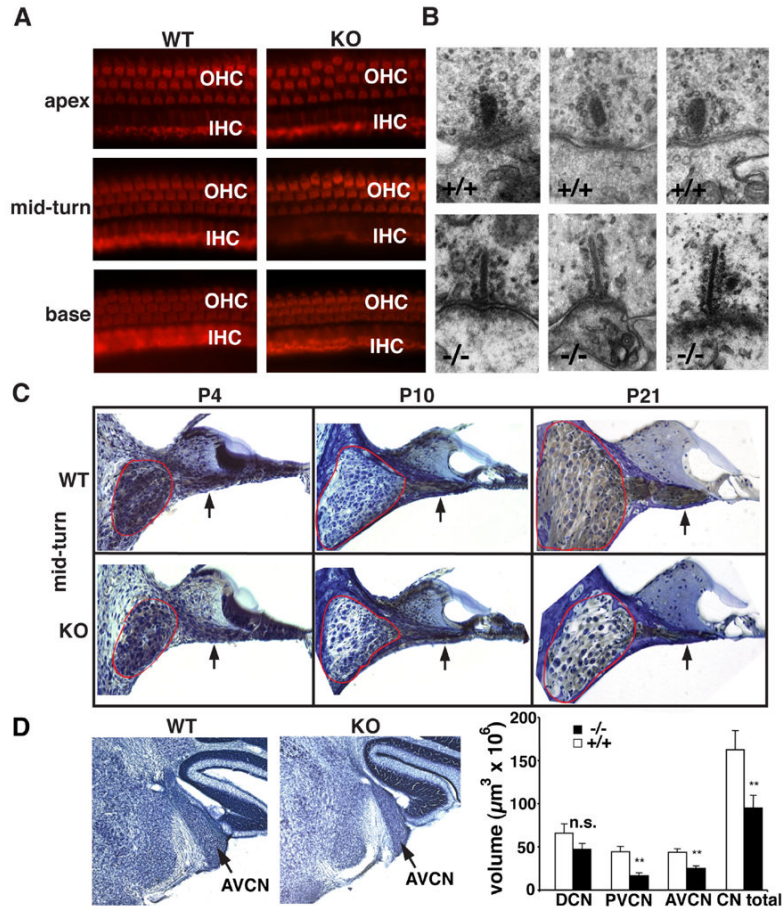 A
WT
KO
apex
OHC
IHC
OHC
IHC
mid-turn
OHC
IHC
OHC
IHC
base
OHC
IHC
OHC
IHC
B
+/+
+/+
+/+
-/-
-/-
-/-
C
P4
P10
P21
WT
mid-turn
KO
D
WT
KO
AVCN
AVCN
volume (µm³ x 10⁶)
200
150
100
50
0
-/-
+/+
n.s.
**
**
**
DCN
PVCN
AVCN
CN total